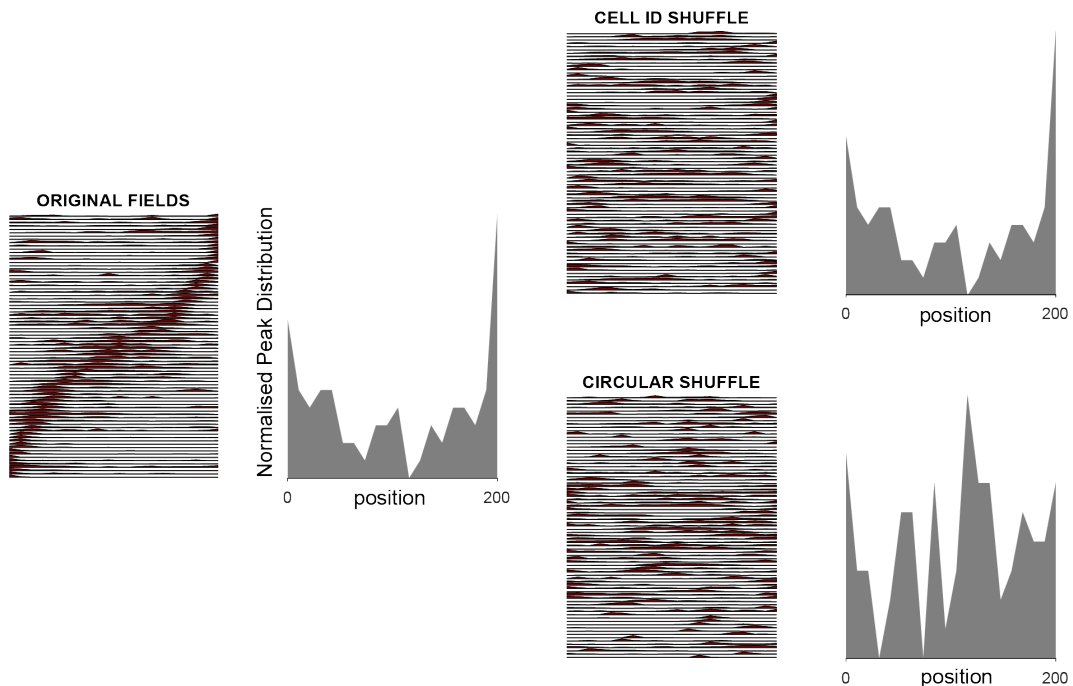 CELL ID SHUFFLE
0
position
200
ORIGINAL FIELDS
Normalised Peak Distribution
0
position
200
CIRCULAR SHUFFLE
0
position
200